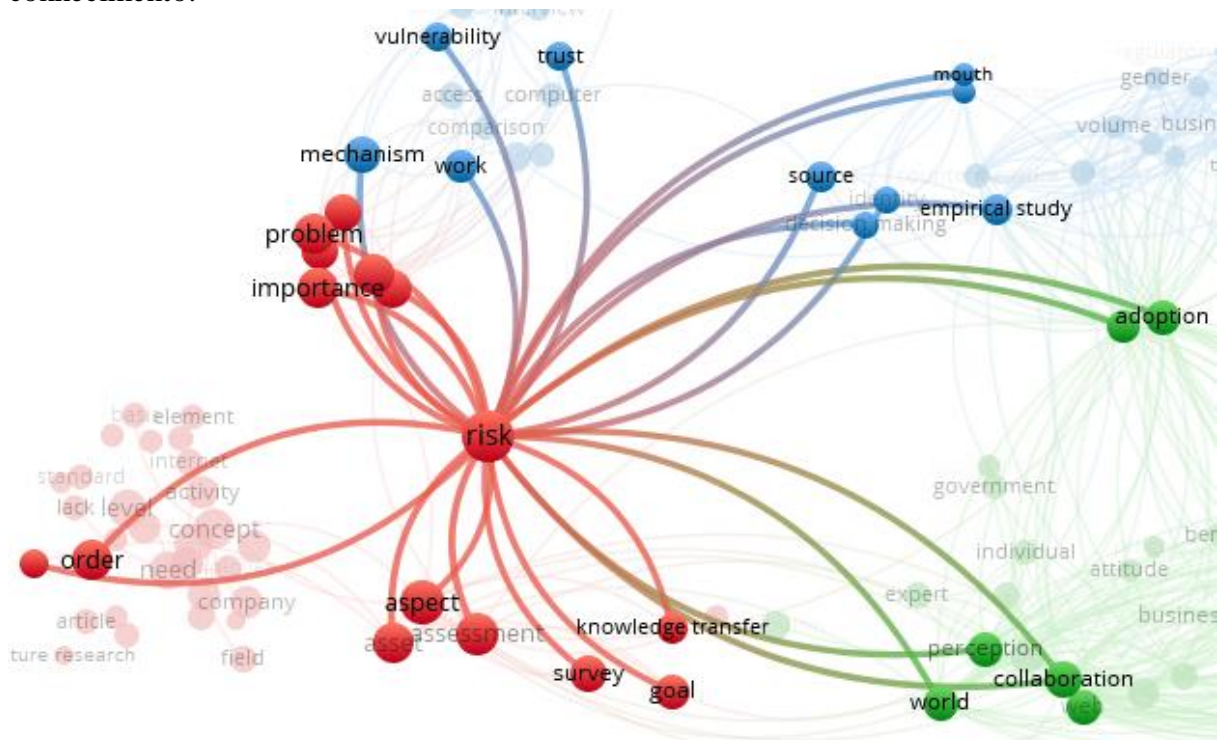 vulnerability
trust
mouth
gender
access
computer
volume
comparison
mechanism
work
source
identity
empirical study
decision making
problem
importance
adoption
risk
element
internet
standard
activity
lack
level
concept
government
order
need
individual
attitude
company
expert
aspect
article
assessment
asset
knowledge transfer
perception
field
survey
goal
collaboration
world
web